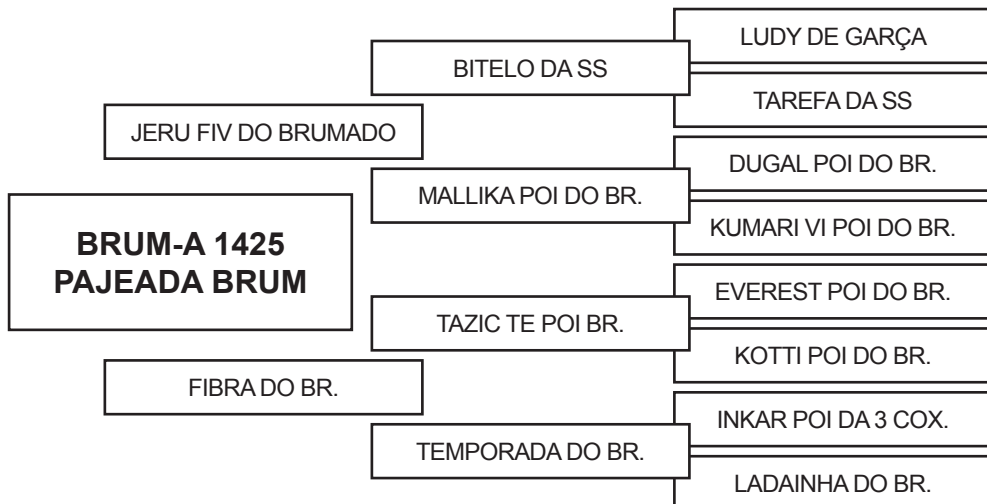 LUDY DE GARÇA
BITELO DA SS
TAREFA DA SS
JERU FIV DO BRUMADO
DUGAL POI DO BR.
MALLIKA POI DO BR.
KUMARI VI POI DO BR.
BRUM-A 1425
PAJEADA BRUM
EVEREST POI DO BR.
TAZIC TE POI BR.
KOTTI POI DO BR.
FIBRA DO BR.
INKAR POI DA 3 COX.
TEMPORADA DO BR.
LADAINHA DO BR.